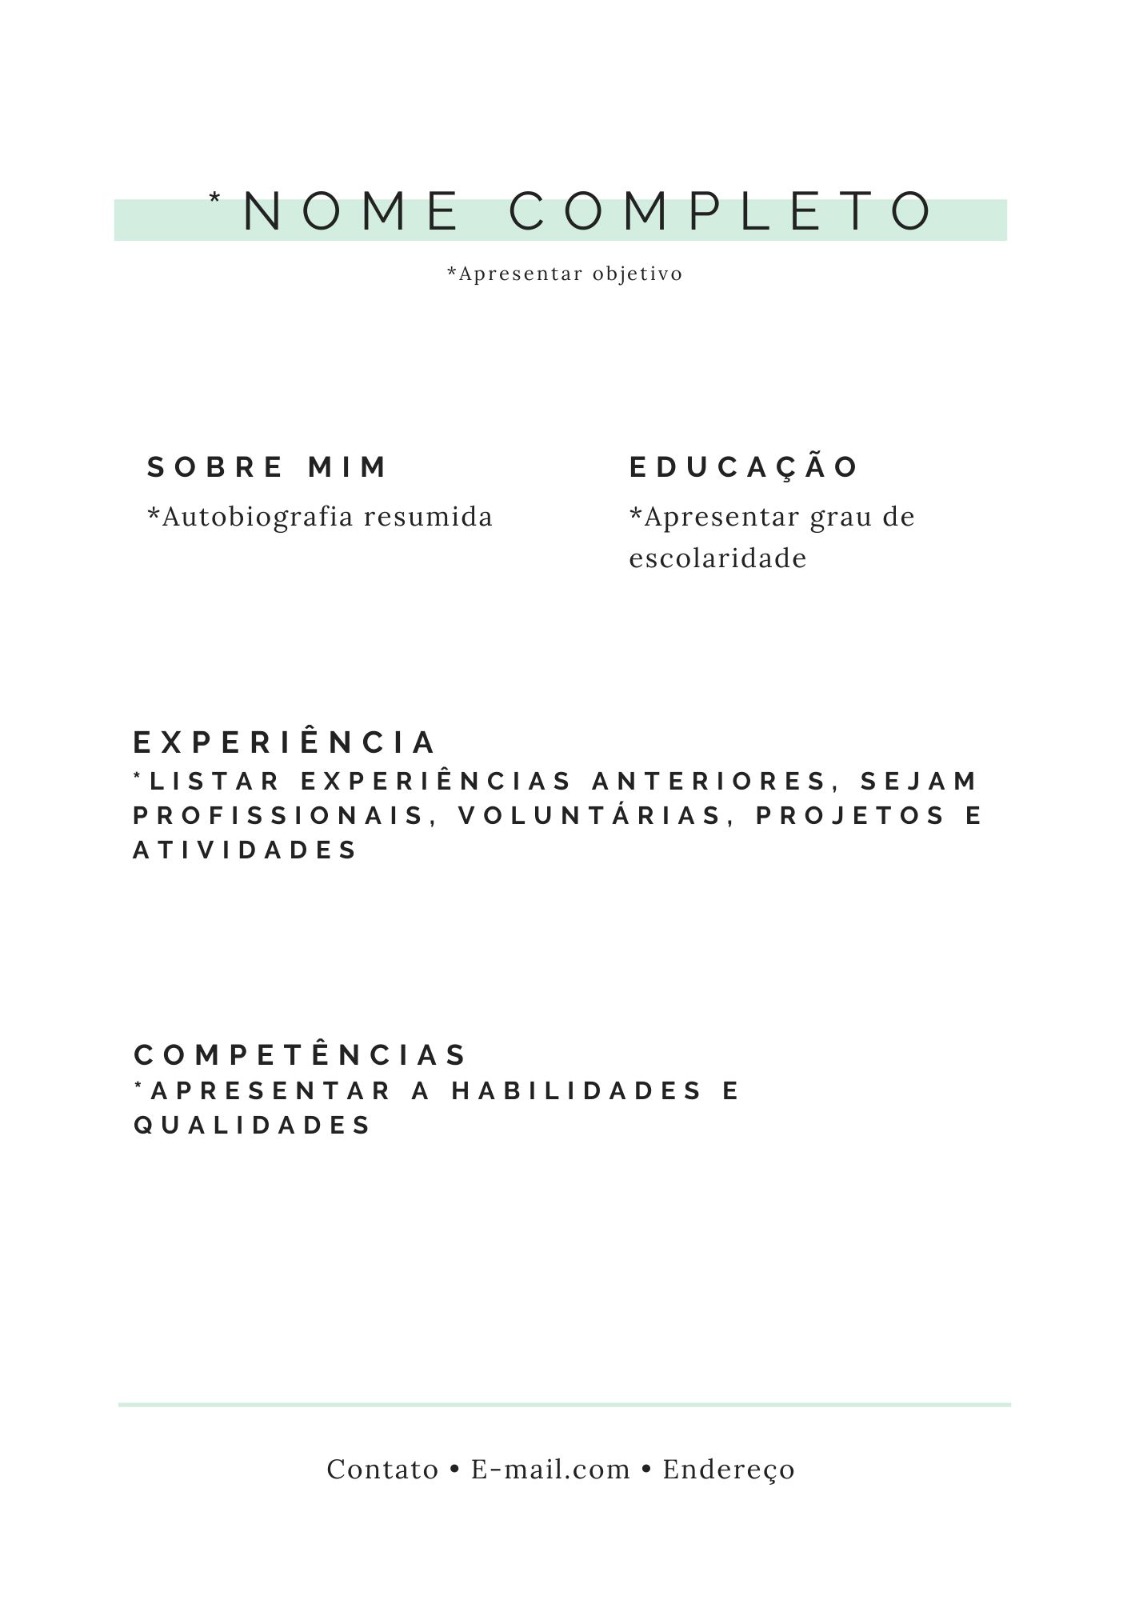 *NOME COMPLETO
*Apresentar objetivo
SOBRE MIM
*Autobiografia resumida
EDUCAÇÃO
*Apresentar grau de
escolaridade
EXPERIÊNCIA
*LISTAR EXPERIÊNCIAS ANTERIORES, SEJAM
PROFISSIONAIS, VOLUNTÁRIAS, PROJETOS E
ATIVIDADES
COMPETÊNCIAS
*APRESENTAR A HABILIDADES E
QUALIDADES
Contato • E-mail.com • Endereço